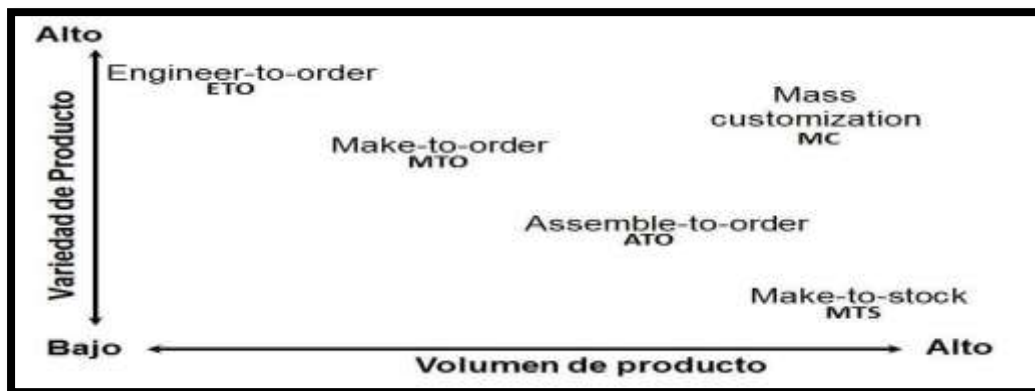 Alto
Engineer-to-order
ETO
Mass
customization
MC
Make-to-order
MTO
Variedad de Producto
Assemble-to-order
ATO
Make-to-stock
MTS
Bajo
Alto
Volumen de producto